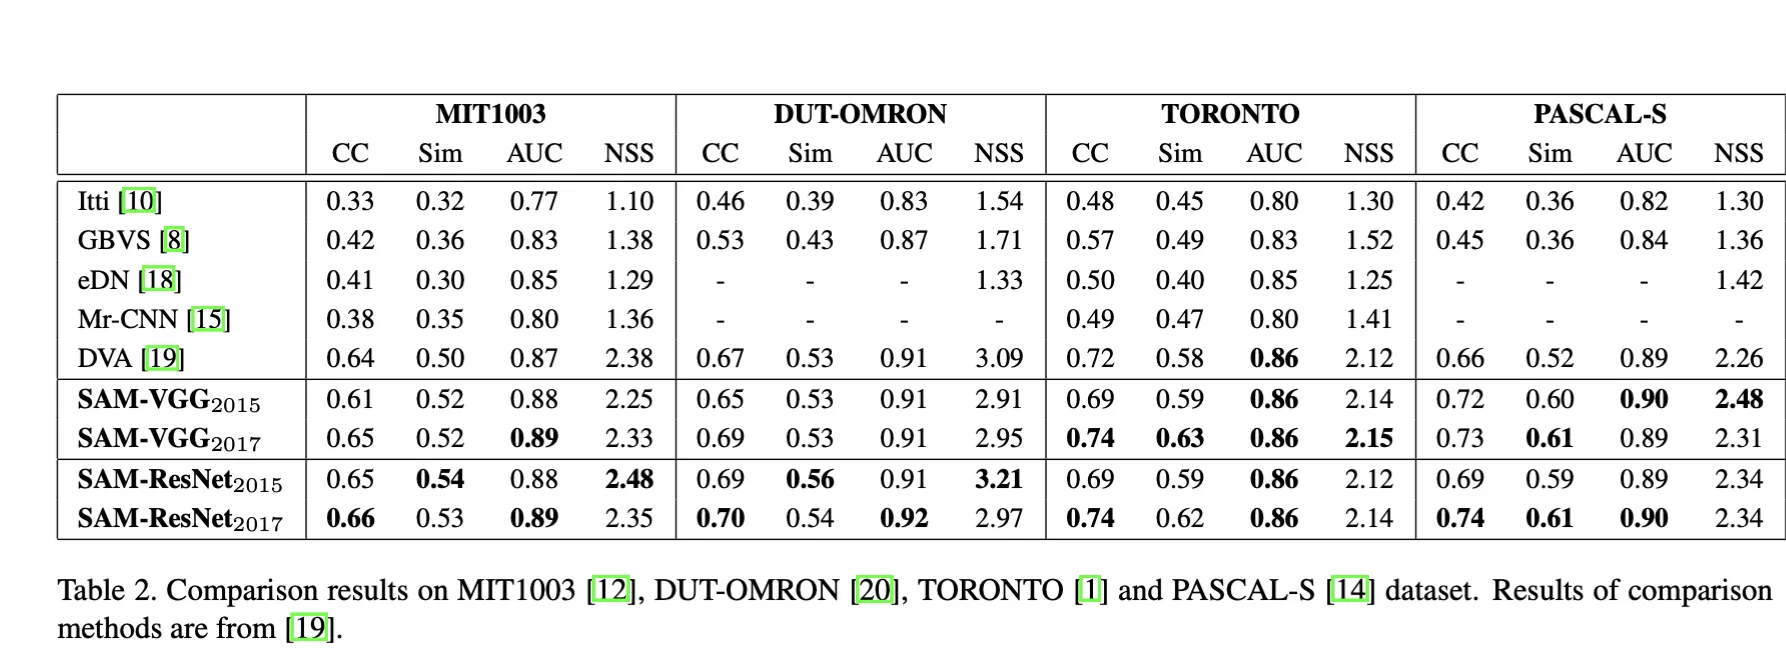 MIT1003 DUT-OMRON TORONTO PASCAL-S
CC Sim AUC NSS CC Sim AUC NSS CC Sim AUC NSS CC Sim AUC NSS
Itti [10] 0.33 0.32 0.77 1.10 0.46 0.39 0.83 1.54 0.48 0.45 0.80 1.30 0.42 0.36 0.82 1.30
GBVS [8] 0.42 0.36 0.83 1.38 0.53 0.43 0.87 1.71 0.57 0.49 0.83 1.52 0.45 0.36 0.84 1.36
eDN [18] 0.41 0.30 0.85 1.29 - - - 1.33 0.50 0.40 0.85 1.25 - - - 1.42
Mr-CNN [15] 0.38 0.35 0.80 1.36 - - - - 0.49 0.47 0.80 1.41 - - - -
DVA [19] 0.64 0.50 0.87 2.38 0.67 0.53 0.91 3.09 0.72 0.58 0.86 2.12 0.66 0.52 0.89 2.26
SAM-VGG2015 0.61 0.52 0.88 2.25 0.65 0.53 0.91 2.91 0.69 0.59 0.86 2.14 0.72 0.60 0.90 2.48
SAM-VGG2017 0.65 0.52 0.89 2.33 0.69 0.53 0.91 2.95 0.74 0.63 0.86 2.15 0.73 0.61 0.89 2.31
SAM-ResNet2015 0.65 0.54 0.88 2.48 0.69 0.56 0.91 3.21 0.69 0.59 0.86 2.12 0.69 0.59 0.89 2.34
SAM-ResNet2017 0.66 0.53 0.89 2.35 0.70 0.54 0.92 2.97 0.74 0.62 0.86 2.14 0.74 0.61 0.90 2.34
Table 2. Comparison results on MIT1003 [12], DUT-OMRON [20], TORONTO [1] and PASCAL-S [14] dataset. Results of comparison
methods are from [19].